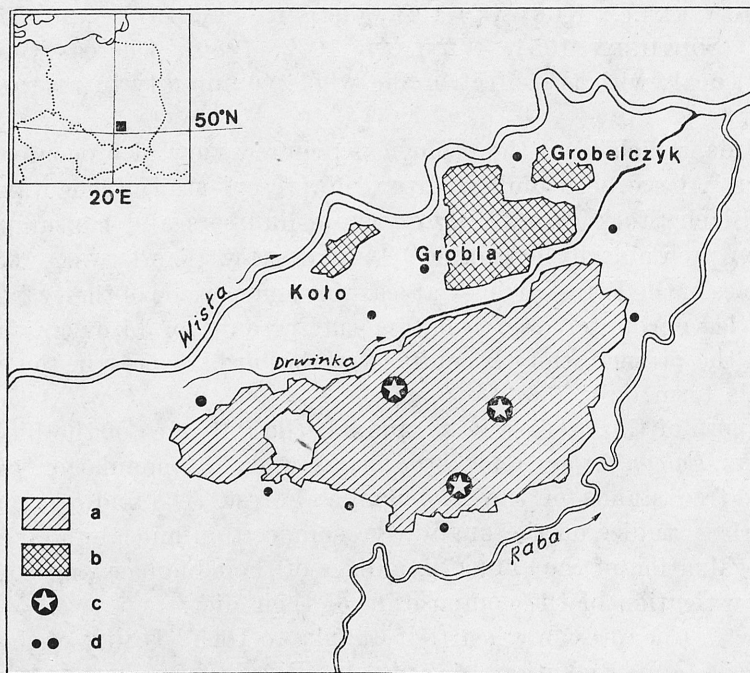 50°N
20°E
Grobelczyk
Grobla
Koło
Wisła
Drwinka
Raba
a
b
c
d